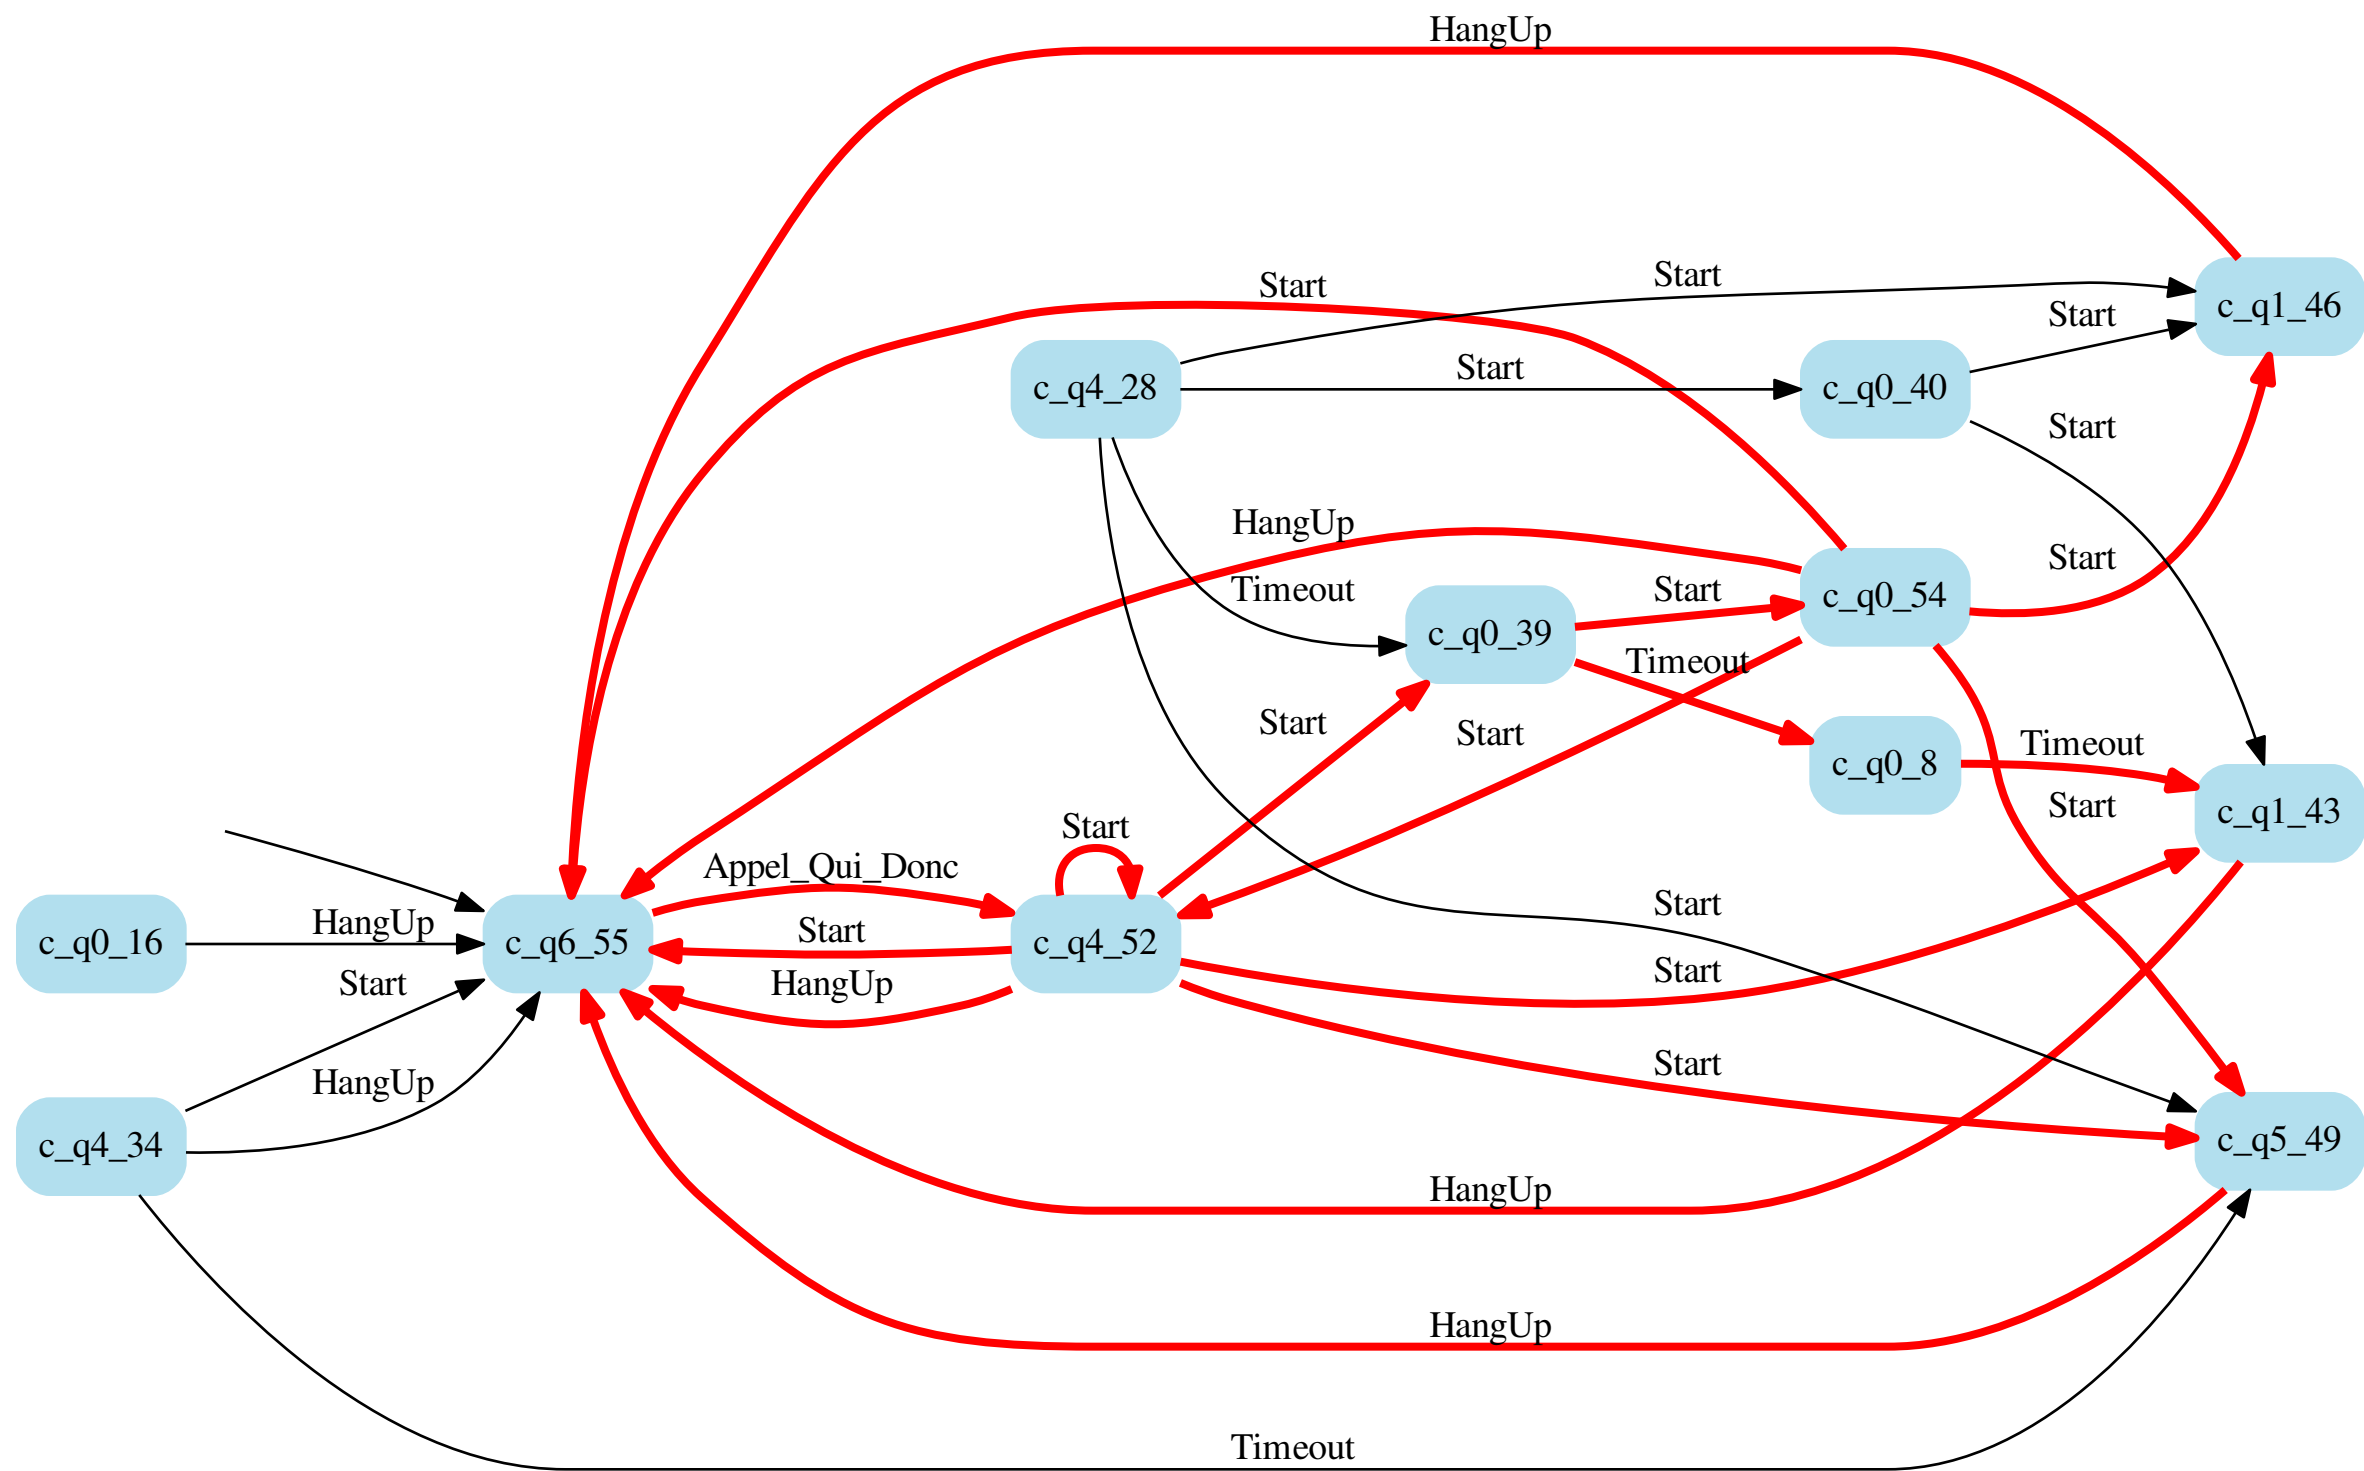 HangUp
Start
Start
c_q1_46
Start
c_q4_28
Start
c_q0_40
Start
HangUp
Start
Timeout
Start
c_q0_54
c_q0_39
Timeout
Start
Start
Timeout
c_q0_8
Start
c_q1_43
Start
Appel_Qui_Donc
Start
c_q0_16
HangUp
c_q6_55
Start
c_q4_52
Start
HangUp
Start
Start
HangUp
c_q4_34
c_q5_49
HangUp
HangUp
Timeout